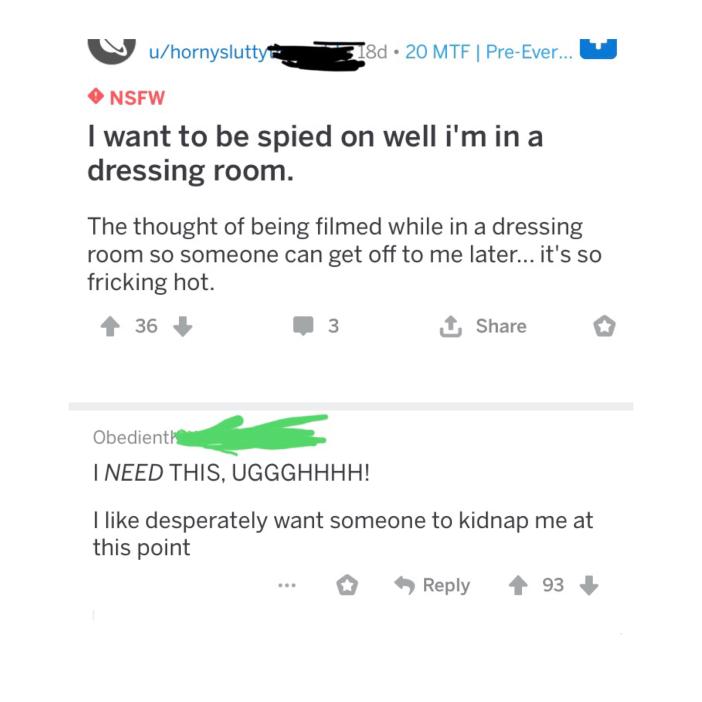 u/hornyslutty 18d • 20 MTF | Pre-Ever...
NSFW
I want to be spied on well i'm in a
dressing room.
The thought of being filmed while in a dressing
room so someone can get off to me later... it's so
fricking hot.
36 3 Share
Obedient
I NEED THIS, UGGGHHHH!
I like desperately want someone to kidnap me at
this point
... Reply 93